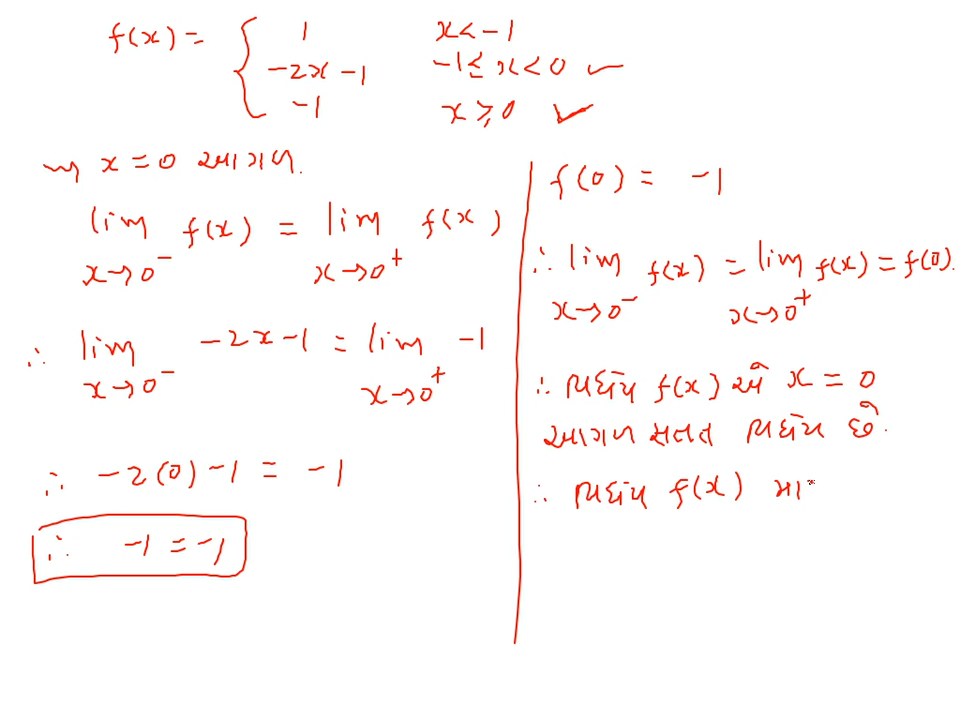 f(x) = { 1 x < -1
-2x - 1 -1 ≤ x < 0 ✓
-1 x ≥ 0 ✓
x = 0 આગળ.
lim x→0⁻ f(x) = lim x→0⁺ f(x)
∴ lim x→0⁻ -2x - 1 = lim x→0⁺ -1
∴ -2(0) - 1 = -1
∴ -1 = -1
f(0) = -1
∴ lim x→0⁻ f(x) = lim x→0⁺ f(x) = f(0).
∴ વિધેય f(x) એ x = 0
આગળ સતત વિધેય છે.
∴ વિધેય f(x) મા